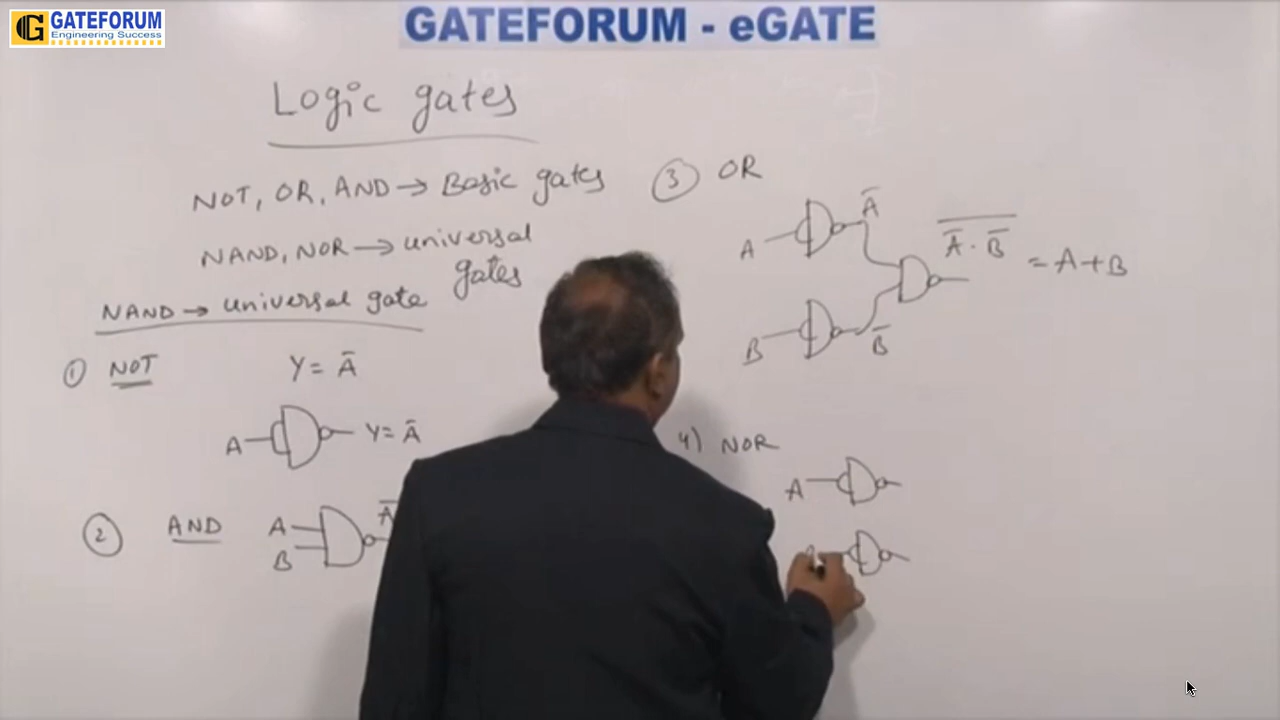 GATEFORUM
Engineering Success
GATEFORUM - eGATE
Logic gates
NOT, OR, AND → Basic gates
NAND, NOR → universal
gates
NAND → universal gate
① NOT Y = Ā
A Y = Ā
② AND A
B
Ā
③ OR
A Ā
B B̅
\overline{Ā · B̅} = A + B
4) NOR
A